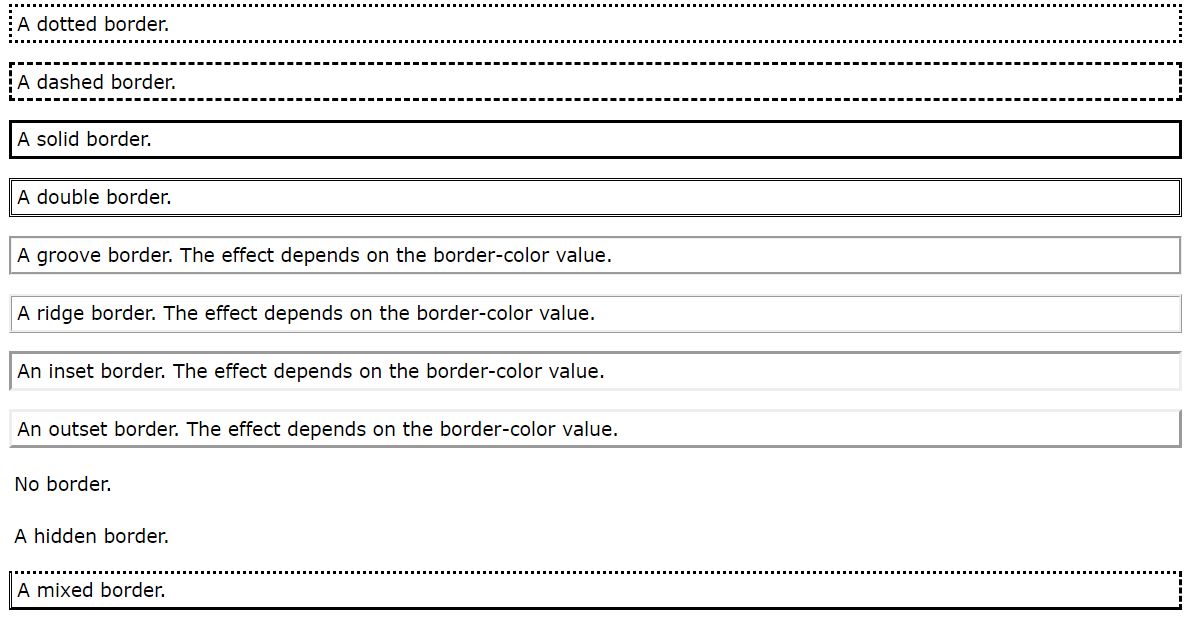 A dotted border.
A dashed border.
A solid border.
A double border.
A groove border. The effect depends on the border-color value.
A ridge border. The effect depends on the border-color value.
An inset border. The effect depends on the border-color value.
An outset border. The effect depends on the border-color value.
No border.
A hidden border.
A mixed border.